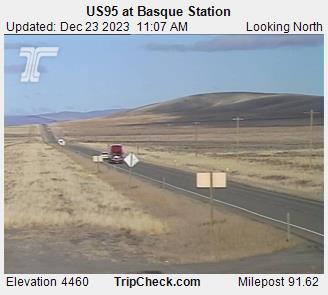 US95 at Basque Station
Updated: Dec 23 2023 11:07 AM Looking North
Elevation 4460 TripCheck.com Milepost 91.62